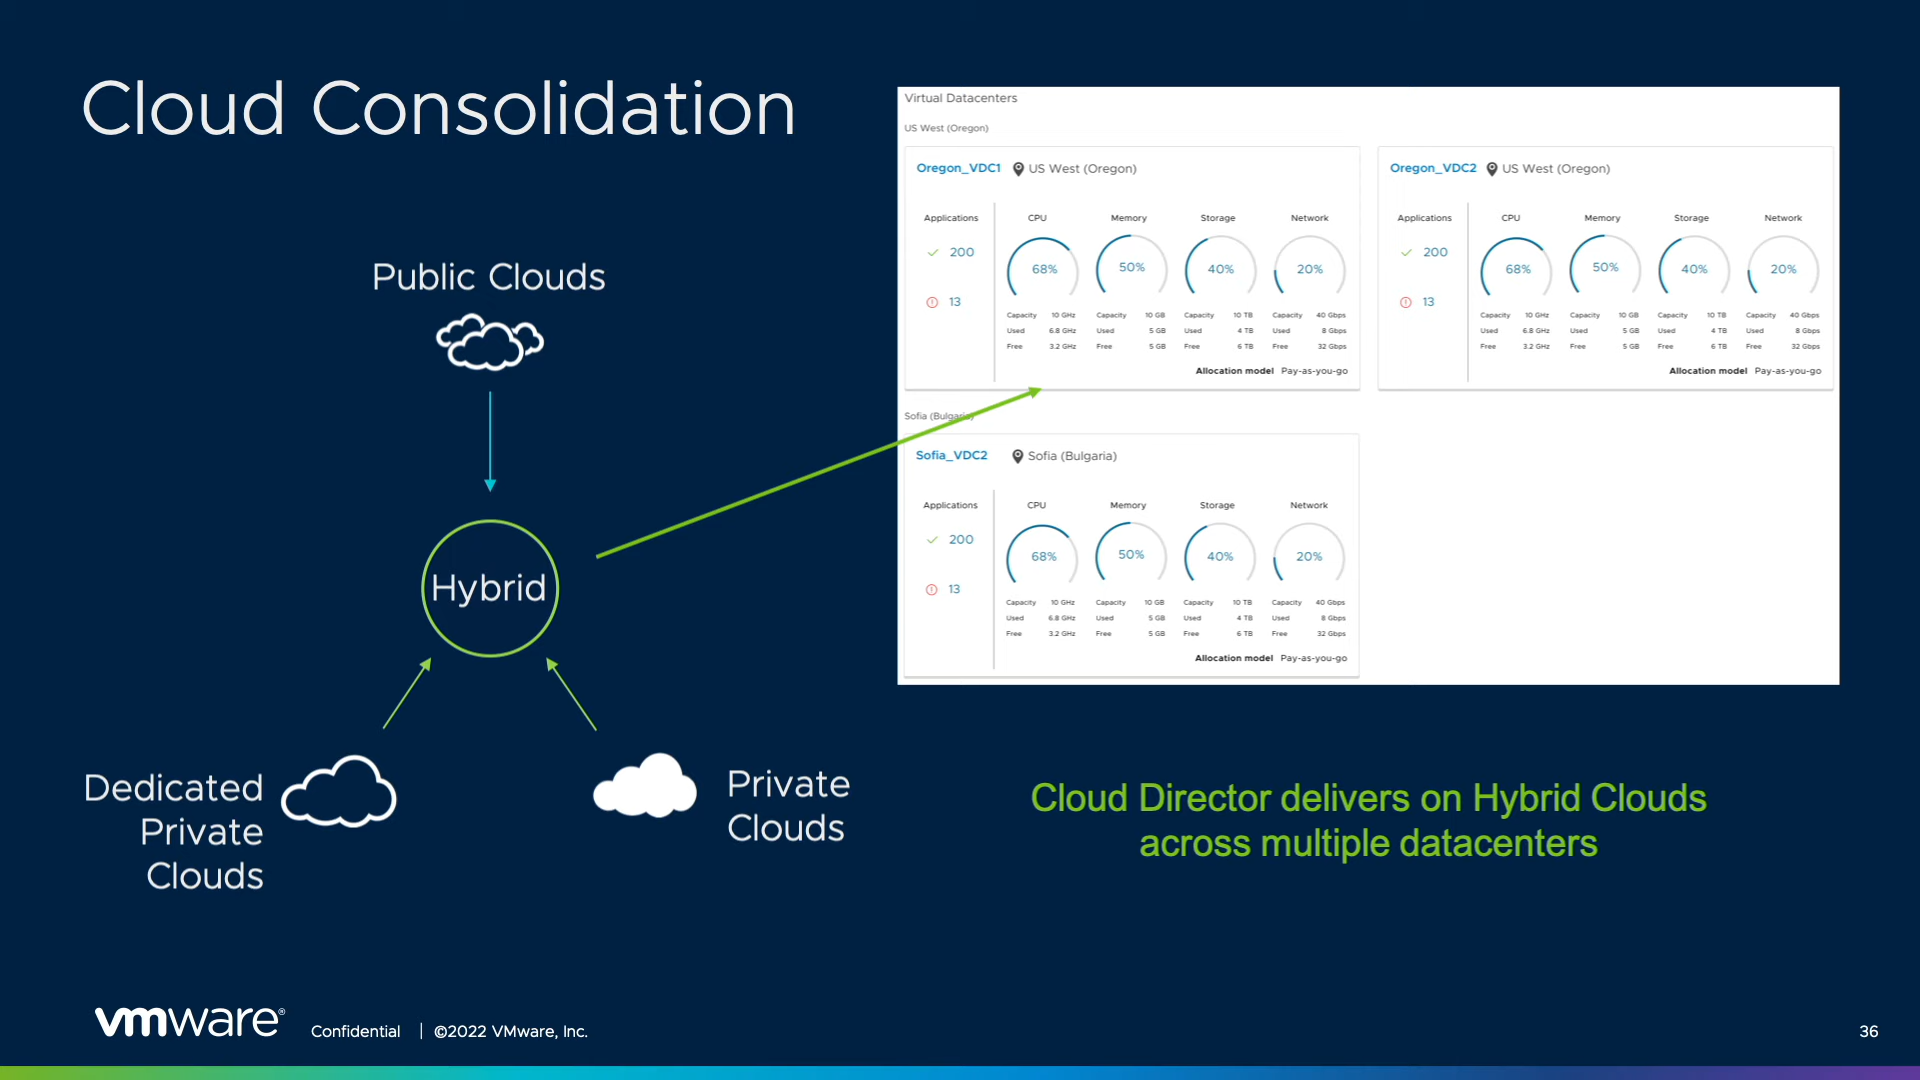 Cloud Consolidation
Public Clouds
Hybrid
Dedicated
Private
Clouds
Private
Clouds
Virtual Datacenters
US West (Oregon)
Oregon_VDC1 US West (Oregon)
Applications CPU Memory Storage Network
200 68% 50% 40% 20%
13
Capacity 10 GHz Capacity 10 GB Capacity 10 TB Capacity 40 Gbps
Used 6.8 GHz Used 5 GB Used 4 TB Used 8 Gbps
Free 3.2 GHz Free 5 GB Free 6 TB Free 32 Gbps
Allocation model Pay-as-you-go
Oregon_VDC2 US West (Oregon)
Applications CPU Memory Storage Network
200 68% 50% 40% 20%
13
Capacity 10 GHz Capacity 10 GB Capacity 10 TB Capacity 40 Gbps
Used 6.8 GHz Used 5 GB Used 4 TB Used 8 Gbps
Free 3.2 GHz Free 5 GB Free 6 TB Free 32 Gbps
Allocation model Pay-as-you-go
Sofia (Bulgaria)
Sofia_VDC2 Sofia (Bulgaria)
Applications CPU Memory Storage Network
200 68% 50% 40% 20%
13
Capacity 10 GHz Capacity 10 GB Capacity 10 TB Capacity 40 Gbps
Used 6.8 GHz Used 5 GB Used 4 TB Used 8 Gbps
Free 3.2 GHz Free 5 GB Free 6 TB Free 32 Gbps
Allocation model Pay-as-you-go
Cloud Director delivers on Hybrid Clouds
across multiple datacenters
vmware® Confidential | ©2022 VMware, Inc. 36